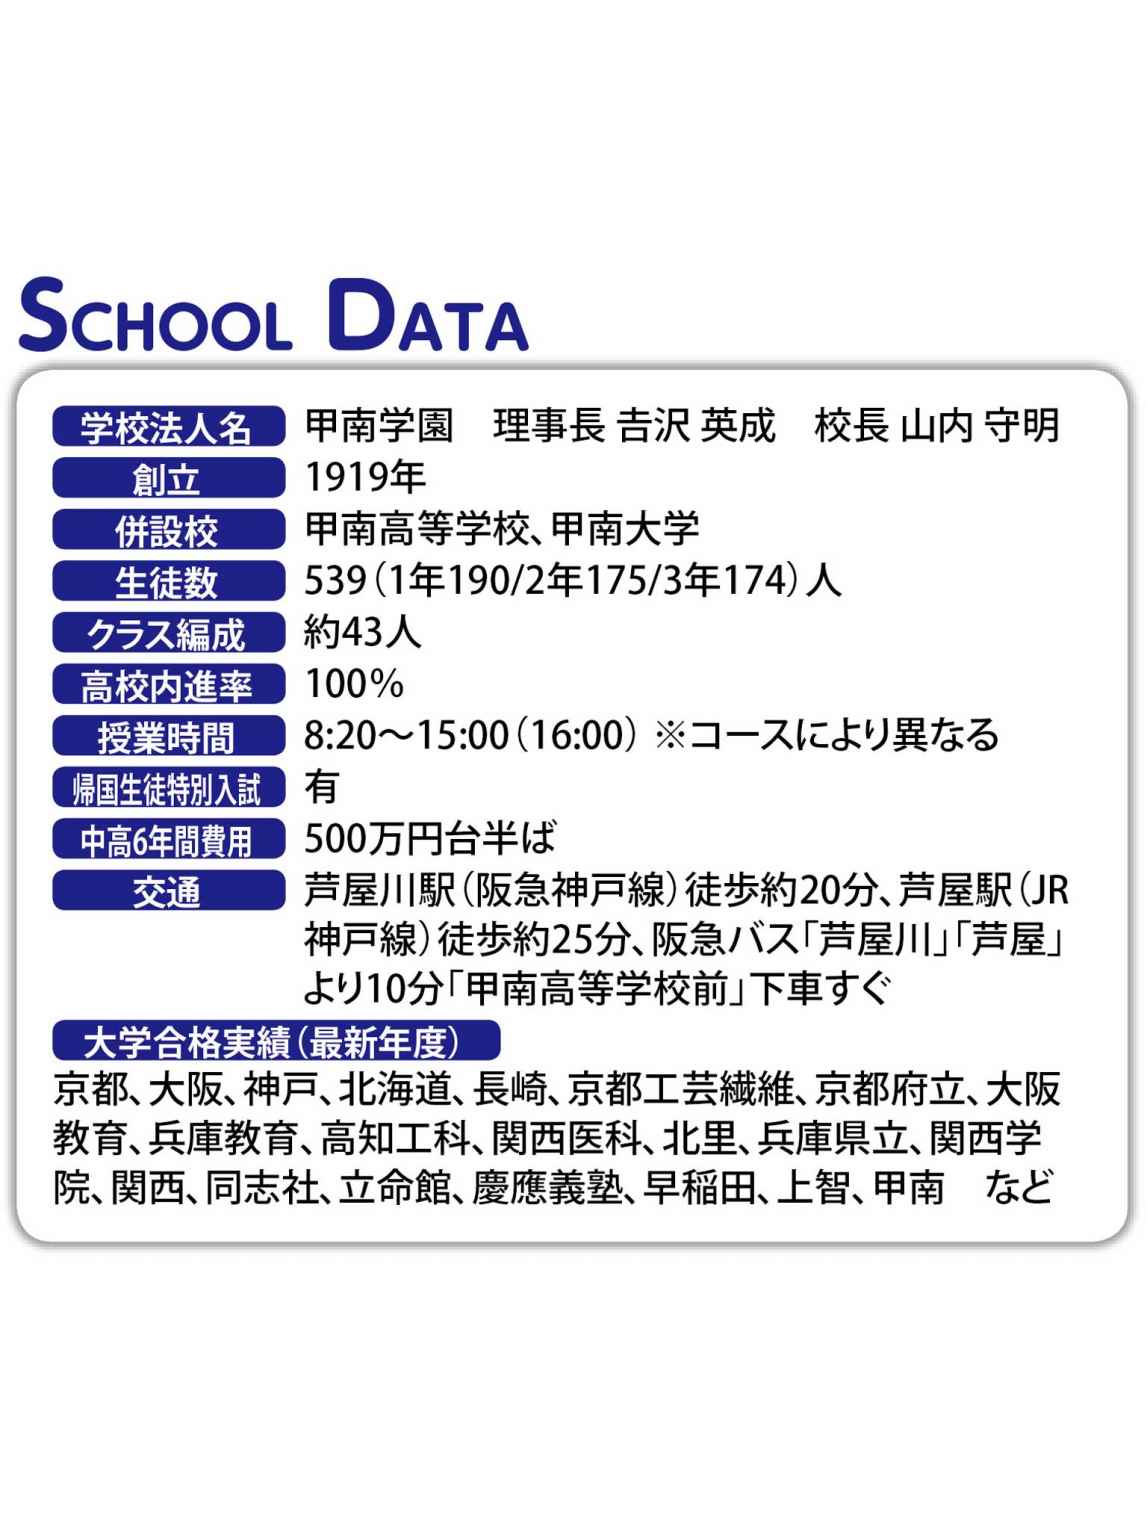 SCHOOL DATA
学校法人名 甲南学園　理事長 𠮷沢 英成　校長 山内 守明
創立 1919年
併設校 甲南高等学校、甲南大学
生徒数 539（1年190/2年175/3年174）人
クラス編成 約43人
高校内進率 100％
授業時間 8:20〜15:00（16:00） ※コースにより異なる
帰国生徒特別入試 有
中高6年間費用 500万円台半ば
交通 芦屋川駅（阪急神戸線）徒歩約20分、芦屋駅（JR
神戸線）徒歩約25分、阪急バス「芦屋川」「芦屋」
より10分「甲南高等学校前」下車すぐ
大学合格実績（最新年度）
京都、大阪、神戸、北海道、長崎、京都工芸繊維、京都府立、大阪
教育、兵庫教育、高知工科、関西医科、北里、兵庫県立、関西学
院、関西、同志社、立命館、慶應義塾、早稲田、上智、甲南　など